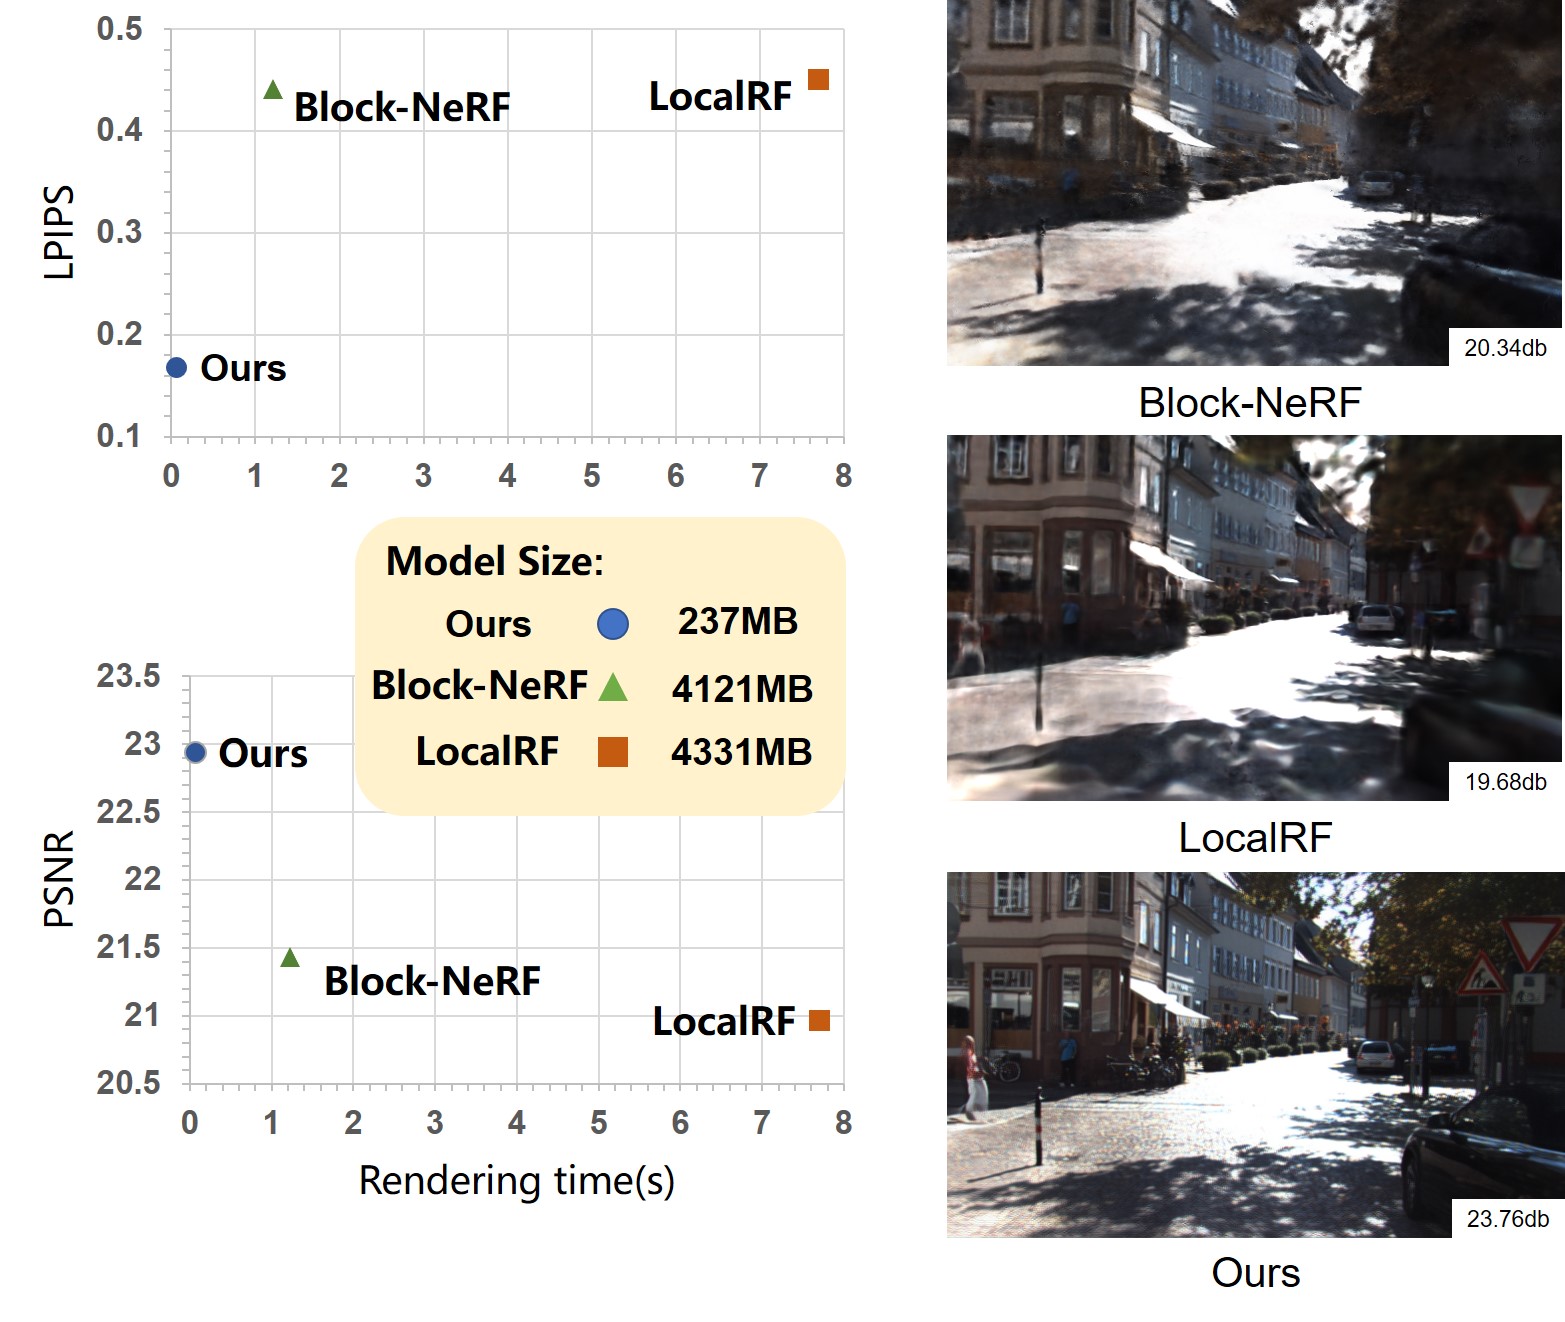 0.5
0.4
0.3
0.2
0.1
LPIPS
Block-NeRF
LocalRF
Ours
0 1 2 3 4 5 6 7 8
Model Size:
Ours 237MB
Block-NeRF 4121MB
LocalRF 4331MB
23.5
23
22.5
22
21.5
21
20.5
PSNR
Ours
Block-NeRF
LocalRF
0 1 2 3 4 5 6 7 8
Rendering time(s)
20.34db
Block-NeRF
19.68db
LocalRF
23.76db
Ours